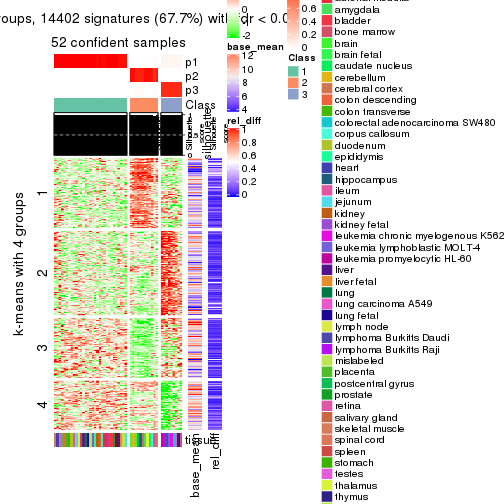 oups, 14402 signatures (67.7%) with fdr < 0.0
52 confident samples
p1
p2
p3
Class
1
2
3
4
k-means with 4 groups
tissue
base_mean
rel_diff
0
-2
base_mean
12
10
8
6
4
rel_diff
1
0.8
0.6
0.4
0.2
0
0.6
0.4
0.2
0
Class
1
2
3
amygdala
bladder
bone marrow
brain
brain fetal
caudate nucleus
cerebellum
cerebral cortex
colon descending
colon transverse
colorectal adenocarcinoma SW480
corpus callosum
duodenum
epididymis
heart
hippocampus
ileum
jejunum
kidney
kidney fetal
leukemia chronic myelogenous K562
leukemia lymphoblastic MOLT-4
leukemia promyelocytic HL-60
liver
liver fetal
lung
lung carcinoma A549
lung fetal
lymph node
lymphoma Burkitts Daudi
lymphoma Burkitts Raji
mislabeled
placenta
postcentral gyrus
prostate
retina
salivary gland
skeletal muscle
spinal cord
spleen
stomach
testes
thalamus
thymus